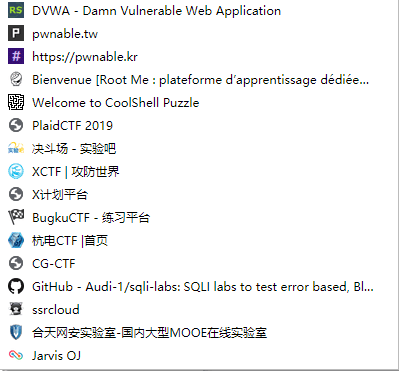 DVWA - Damn Vulnerable Web Application
pwnable.tw
https://pwnable.kr
Bienvenue [Root Me : plateforme d'apprentissage dédiée...
Welcome to CoolShell Puzzle
PlaidCTF 2019
决斗场 - 实验吧
XCTF | 攻防世界
X计划平台
BugkuCTF - 练习平台
杭电CTF |首页
CG-CTF
GitHub - Audi-1/sqli-labs: SQLI labs to test error based, Bl...
ssrcloud
合天网安实验室-国内大型MOOE在线实验室
Jarvis OJ